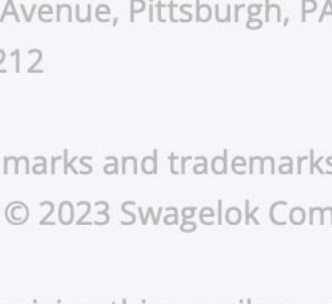 Avenue, Pittsburgh, PA
212
marks and trademarks
© 2023 Swagelok Com